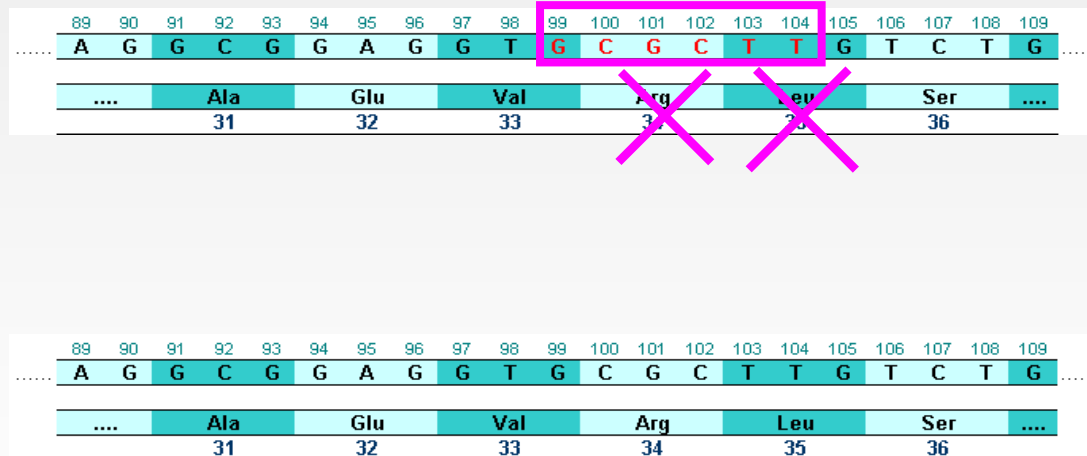 89 90 91 92 93 94 95 96 97 98 99 100 101 102 103 104 105 106 107 108 109
...... A G G C G G A G G T G C G C T T G T C T G ....
.... Ala Glu Val Arg Leu Ser ....
31 32 33 34 35 36
89 90 91 92 93 94 95 96 97 98 99 100 101 102 103 104 105 106 107 108 109
...... A G G C G G A G G T G C G C T T G T C T G ....
.... Ala Glu Val Arg Leu Ser ....
31 32 33 34 35 36